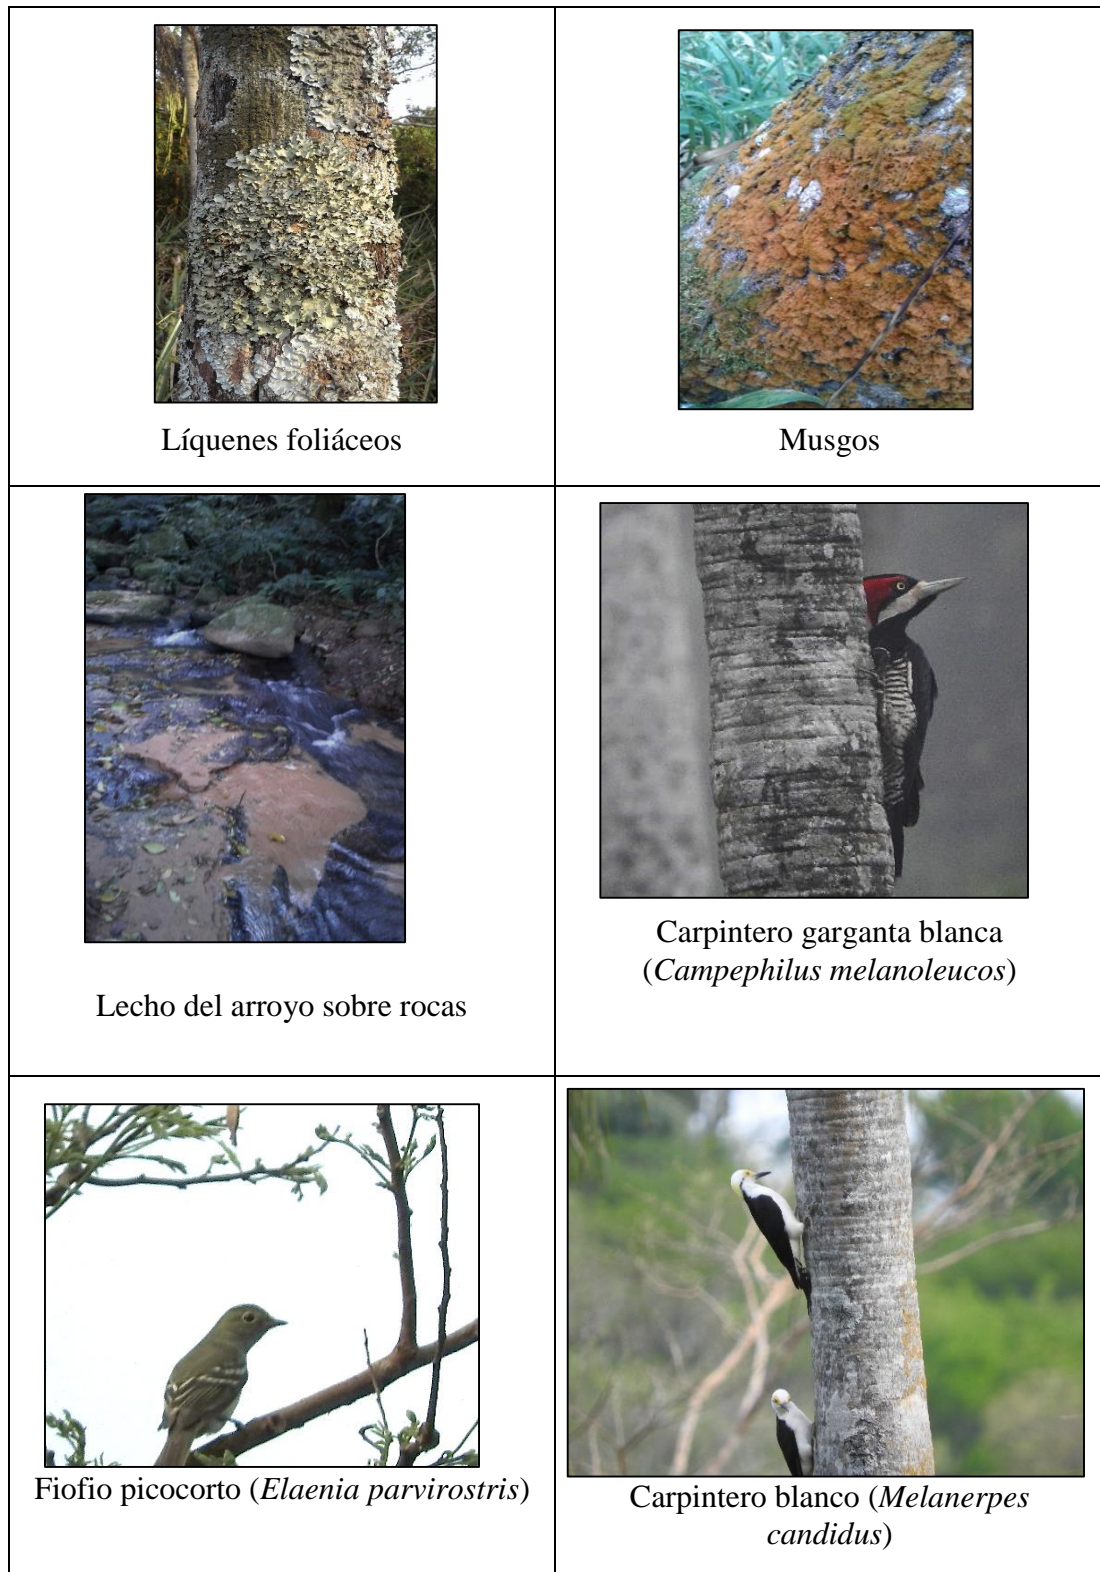 Líquenes foliáceos
Musgos
Lecho del arroyo sobre rocas
Carpintero garganta blanca
(Campephilus melanoleucos)
Fiofio picocorto (Elaenia parvirostris)
Carpintero blanco (Melanerpes
candidus)